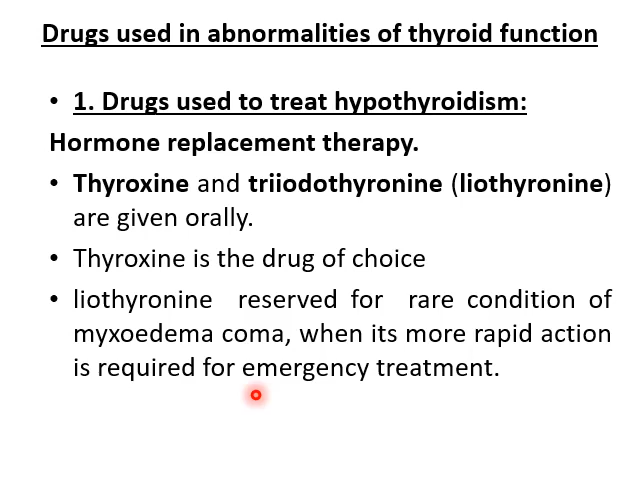 Drugs used in abnormalities of thyroid function
• 1. Drugs used to treat hypothyroidism:
Hormone replacement therapy.
• Thyroxine and triiodothyronine (liothyronine)
are given orally.
• Thyroxine is the drug of choice
• liothyronine reserved for rare condition of
myxoedema coma, when its more rapid action
is required for emergency treatment.